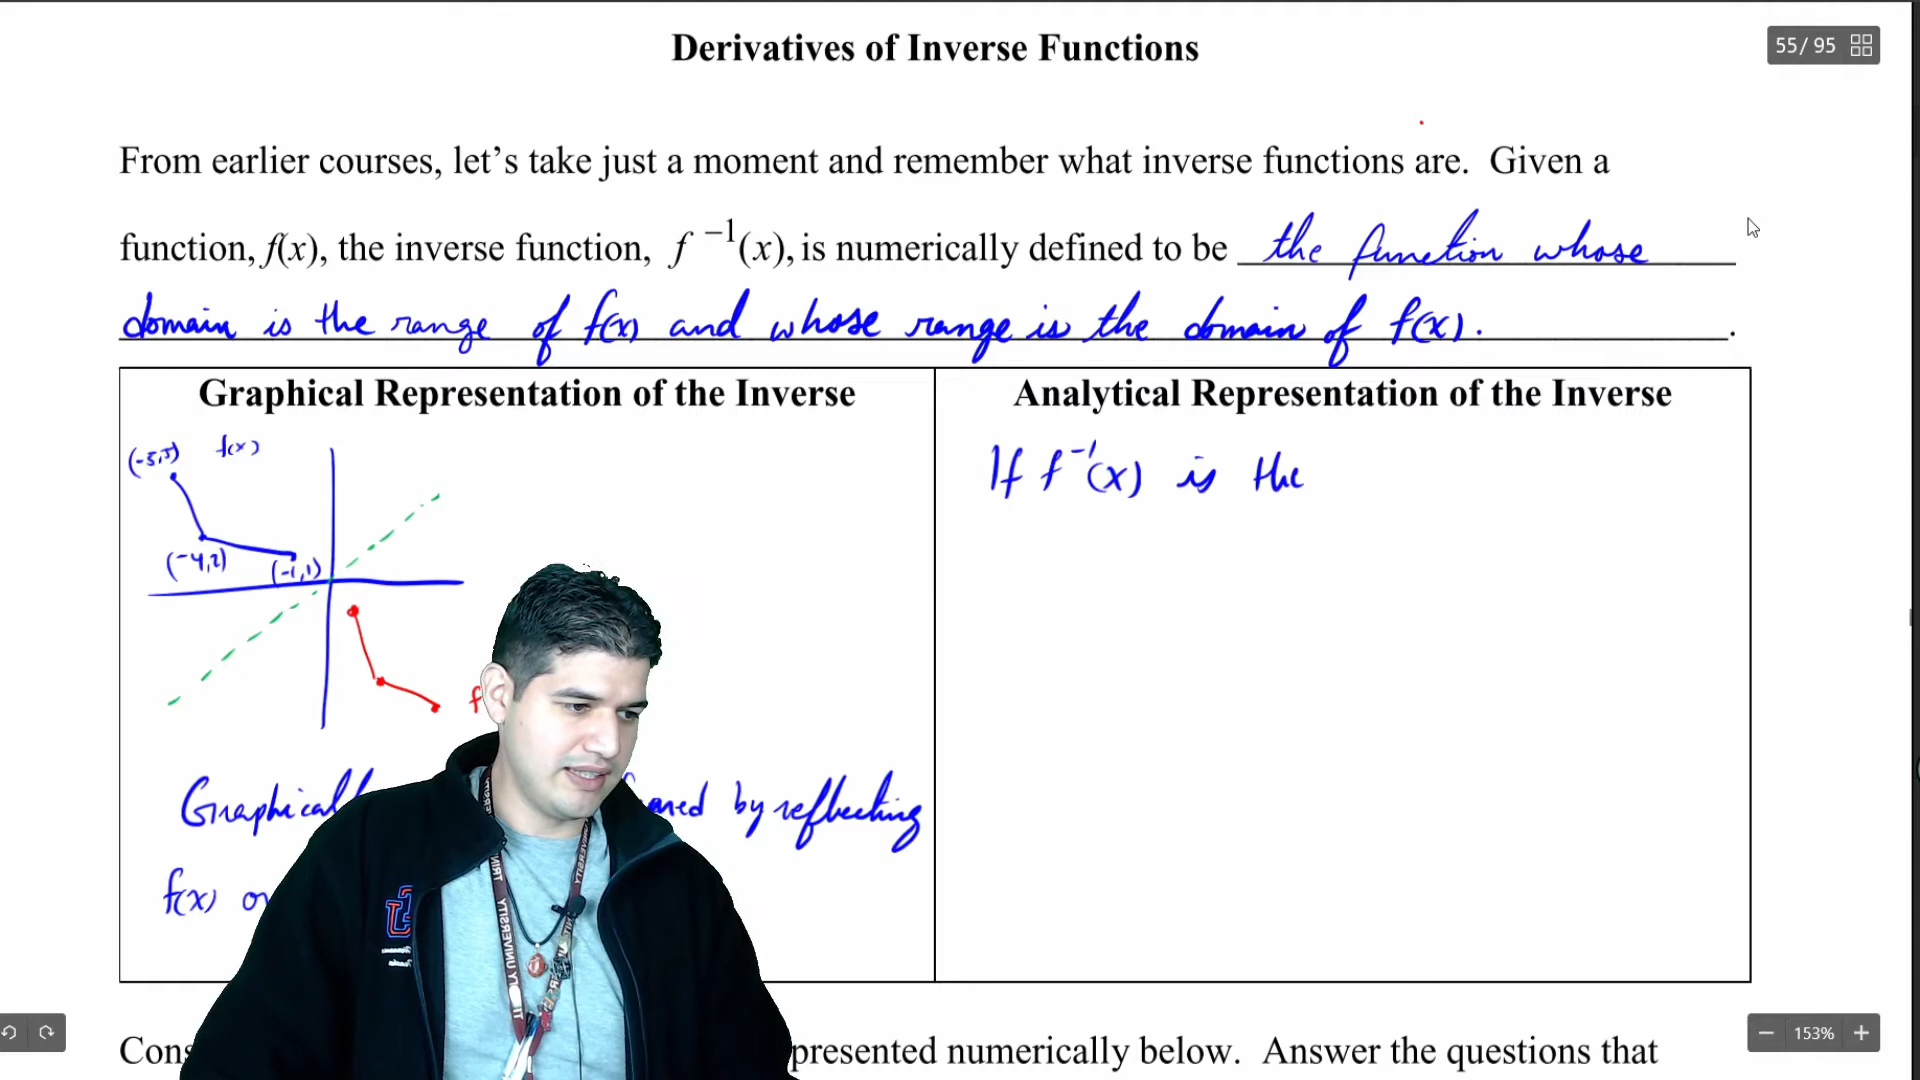 Derivatives of Inverse Functions
55/ 95
From earlier courses, let's take just a moment and remember what inverse functions are. Given a
function, f(x), the inverse function, f ⁻¹(x), is numerically defined to be the function whose
domain is the range of f(x) and whose range is the domain of f(x).
Graphical Representation of the Inverse
(-5,5) f(x)
(-4,2)
(-1,1)
f
by reflecting
f(x)
Analytical Representation of the Inverse
If f⁻¹(x) is the
presented numerically below. Answer the questions that
153%
TRINITY UNIVERSITY